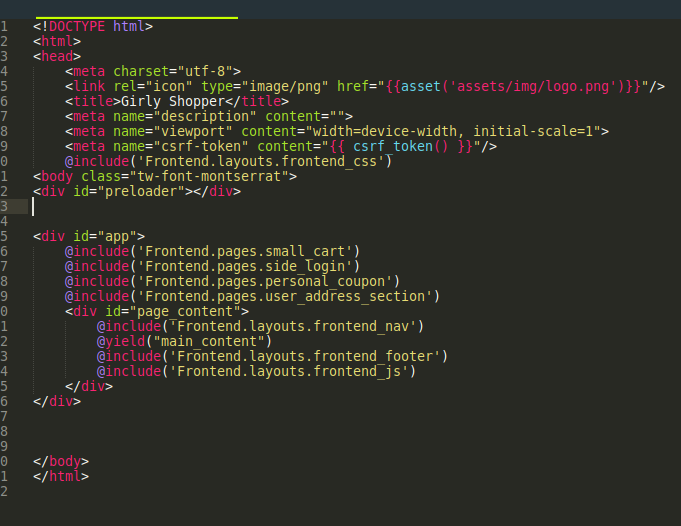 1 <!DOCTYPE html>
2 <html>
3 <head>
4     <meta charset="utf-8">
5     <link rel="icon" type="image/png" href="{{asset('assets/img/logo.png')}}"/>
6     <title>Girly Shopper</title>
7     <meta name="description" content="">
8     <meta name="viewport" content="width=device-width, initial-scale=1">
9     <meta name="csrf-token" content="{{ csrf_token() }}"/>
0     @include('Frontend.layouts.frontend_css')
1 <body class="tw-font-montserrat">
2 <div id="preloader"></div>
3
4
5 <div id="app">
6     @include('Frontend.pages.small_cart')
7     @include('Frontend.pages.side_login')
8     @include('Frontend.pages.personal_coupon')
9     @include('Frontend.pages.user_address_section')
0     <div id="page_content">
1         @include('Frontend.layouts.frontend_nav')
2         @yield("main_content")
3         @include('Frontend.layouts.frontend_footer')
4         @include('Frontend.layouts.frontend_js')
5     </div>
6 </div>
7
8
9
0 </body>
1 </html>
2